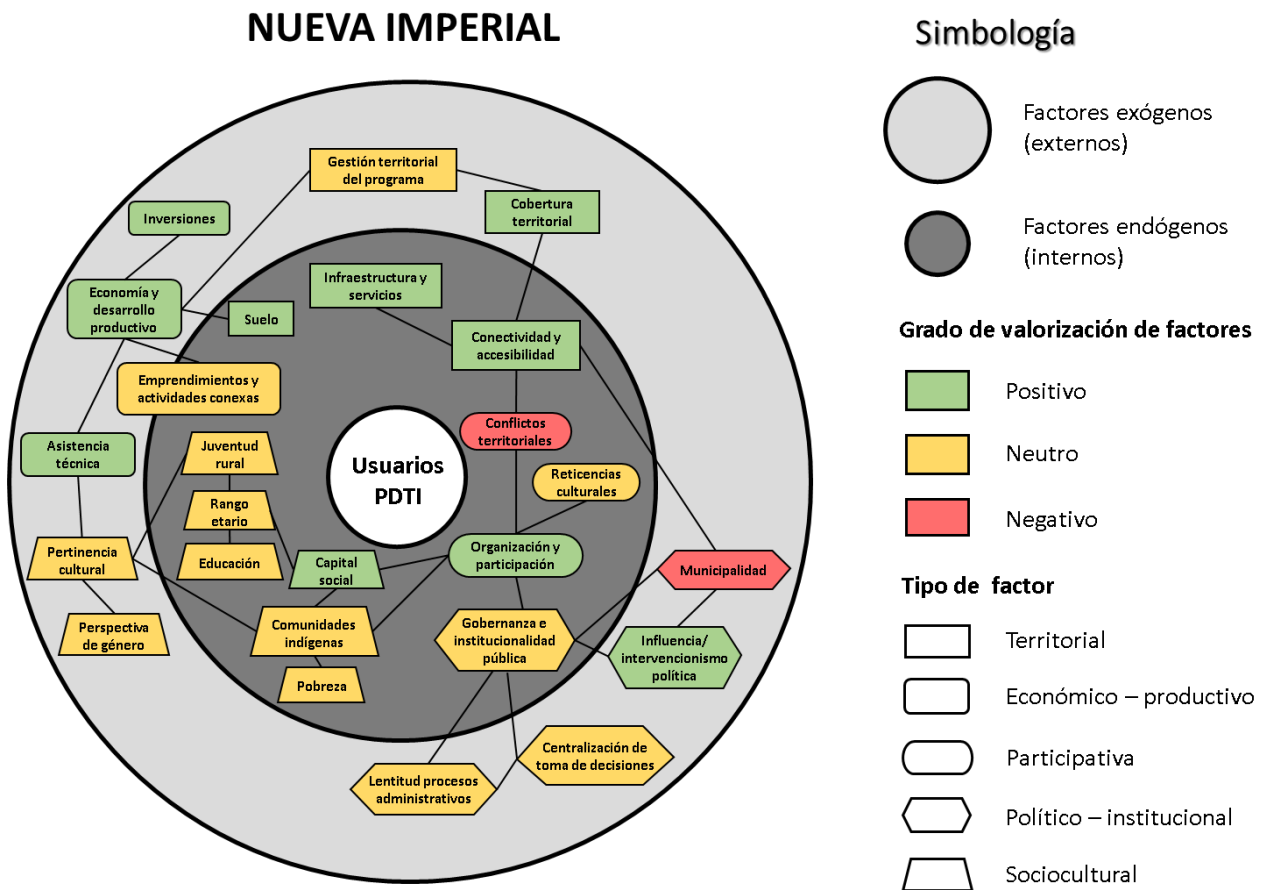 NUEVA IMPERIAL
Gestión territorial
del programa
Cobertura
territorial
Inversiones
Infraestructura y
servicios
Economía y
desarrollo
productivo
Suelo
Conectividad y
accesibilidad
Emprendimientos y
actividades conexas
Conflictos
territoriales
Asistencia
técnica
Juventud
rural
Usuarios
PDTI
Reticencias
culturales
Rango
etario
Pertinencia
cultural
Educación
Capital
social
Organización y
participación
Municipalidad
Perspectiva
de género
Comunidades
indígenas
Gobernanza e
institucionalidad
pública
Influencia/
intervencionismo
política
Pobreza
Centralización de
toma de decisiones
Lentitud procesos
administrativos
Simbología
Factores exógenos
(externos)
Factores endógenos
(internos)
Grado de valorización de factores
Positivo
Neutro
Negativo
Tipo de factor
Territorial
Económico – productivo
Participativa
Político – institucional
Sociocultural